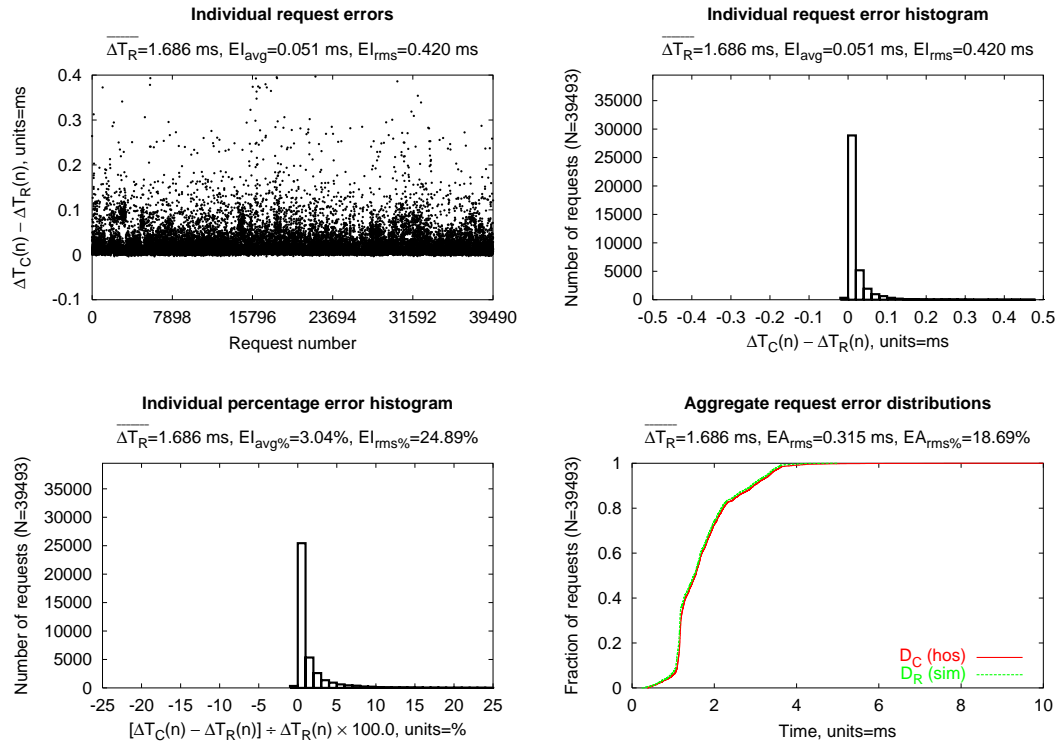 Individual request errors
ΔT_R=1.686 ms, EI_avg=0.051 ms, EI_rms=0.420 ms
ΔT_C(n) − ΔT_R(n), units=ms
0.4
0.3
0.2
0.1
0
-0.1
0 7898 15796 23694 31592 39490
Request number
Individual request error histogram
ΔT_R=1.686 ms, EI_avg=0.051 ms, EI_rms=0.420 ms
Number of requests (N=39493)
35000
30000
25000
20000
15000
10000
5000
0
-0.5 -0.4 -0.3 -0.2 -0.1 0 0.1 0.2 0.3 0.4 0.5
ΔT_C(n) − ΔT_R(n), units=ms
Individual percentage error histogram
ΔT_R=1.686 ms, EI_avg%=3.04%, EI_rms%=24.89%
Number of requests (N=39493)
35000
30000
25000
20000
15000
10000
5000
0
-25 -20 -15 -10 -5 0 5 10 15 20 25
[ΔT_C(n) − ΔT_R(n)] ÷ ΔT_R(n) × 100.0, units=%
Aggregate request error distributions
ΔT_R=1.686 ms, EA_rms=0.315 ms, EA_rms%=18.69%
Fraction of requests (N=39493)
1
0.8
0.6
0.4
0.2
0
D_C (hos)
D_R (sim)
0 2 4 6 8 10
Time, units=ms